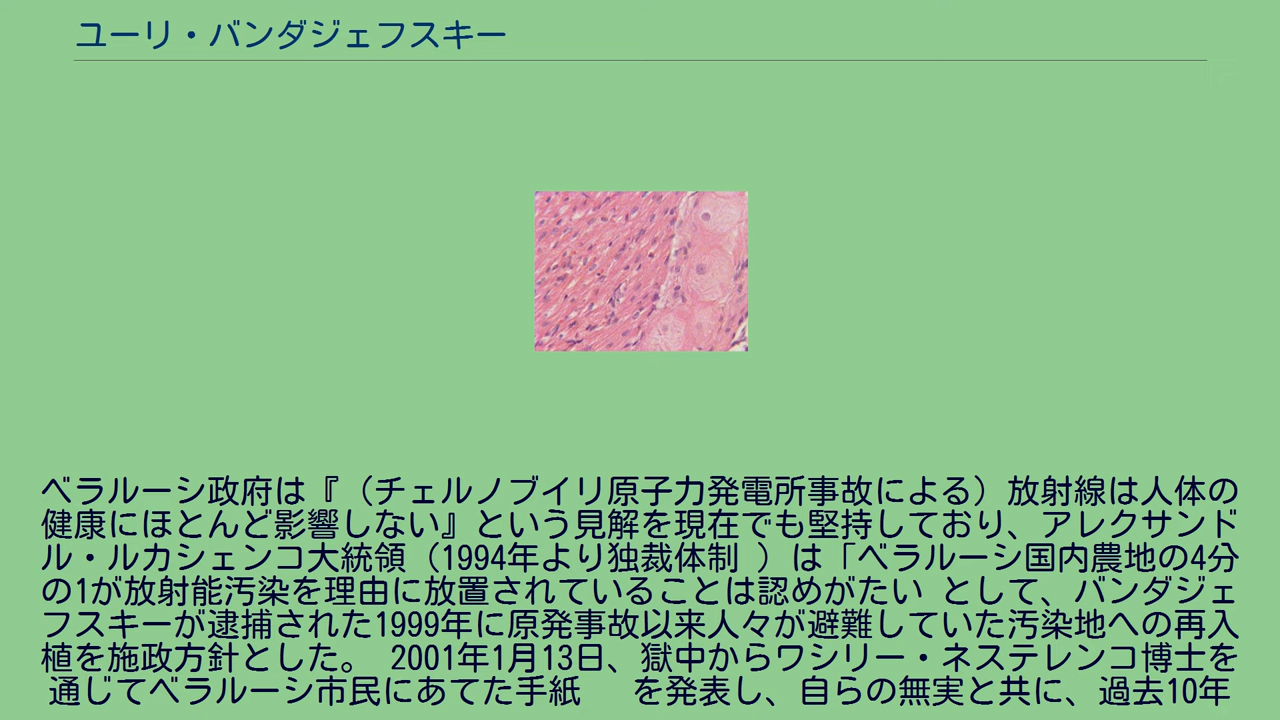 ユーリ・バンダジェフスキー
ベラルーシ政府は『（チェルノブイリ原子力発電所事故による）放射線は人体の
健康にほとんど影響しない』という見解を現在でも堅持しており、アレクサンド
ル・ルカシェンコ大統領（1994年より独裁体制 ）は「ベラルーシ国内農地の4分
の1が放射能汚染を理由に放置されていることは認めがたい として、バンダジェ
フスキーが逮捕された1999年に原発事故以来人々が避難していた汚染地への再入
植を施政方針とした。 2001年1月13日、獄中からワシリー・ネステレンコ博士を
通じてベラルーシ市民にあてた手紙 を発表し、自らの無実と共に、過去10年